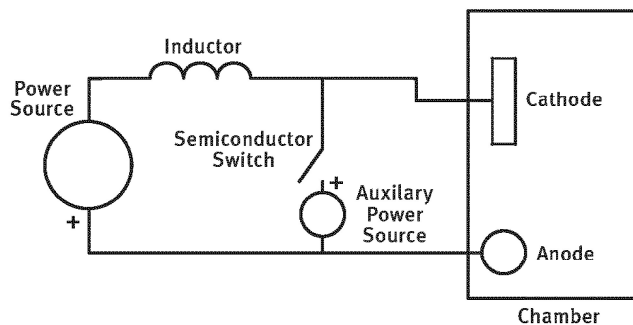 Inductor
Power
Source
Cathode
Semiconductor
Switch
+
Auxilary
Power
Source
+
Anode
Chamber